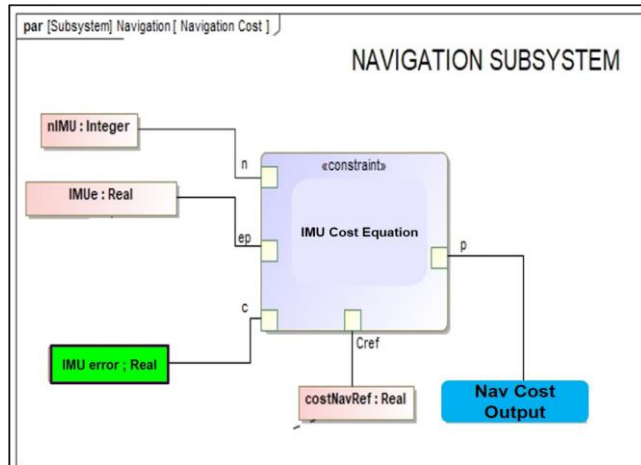 par [Subsystem] Navigation [ Navigation Cost ]
NAVIGATION SUBSYSTEM
nIMU : Integer
n
«constraint»
IMUe : Real
IMU Cost Equation
ep
p
c
IMU error ; Real
Cref
costNavRef : Real
Nav Cost
Output